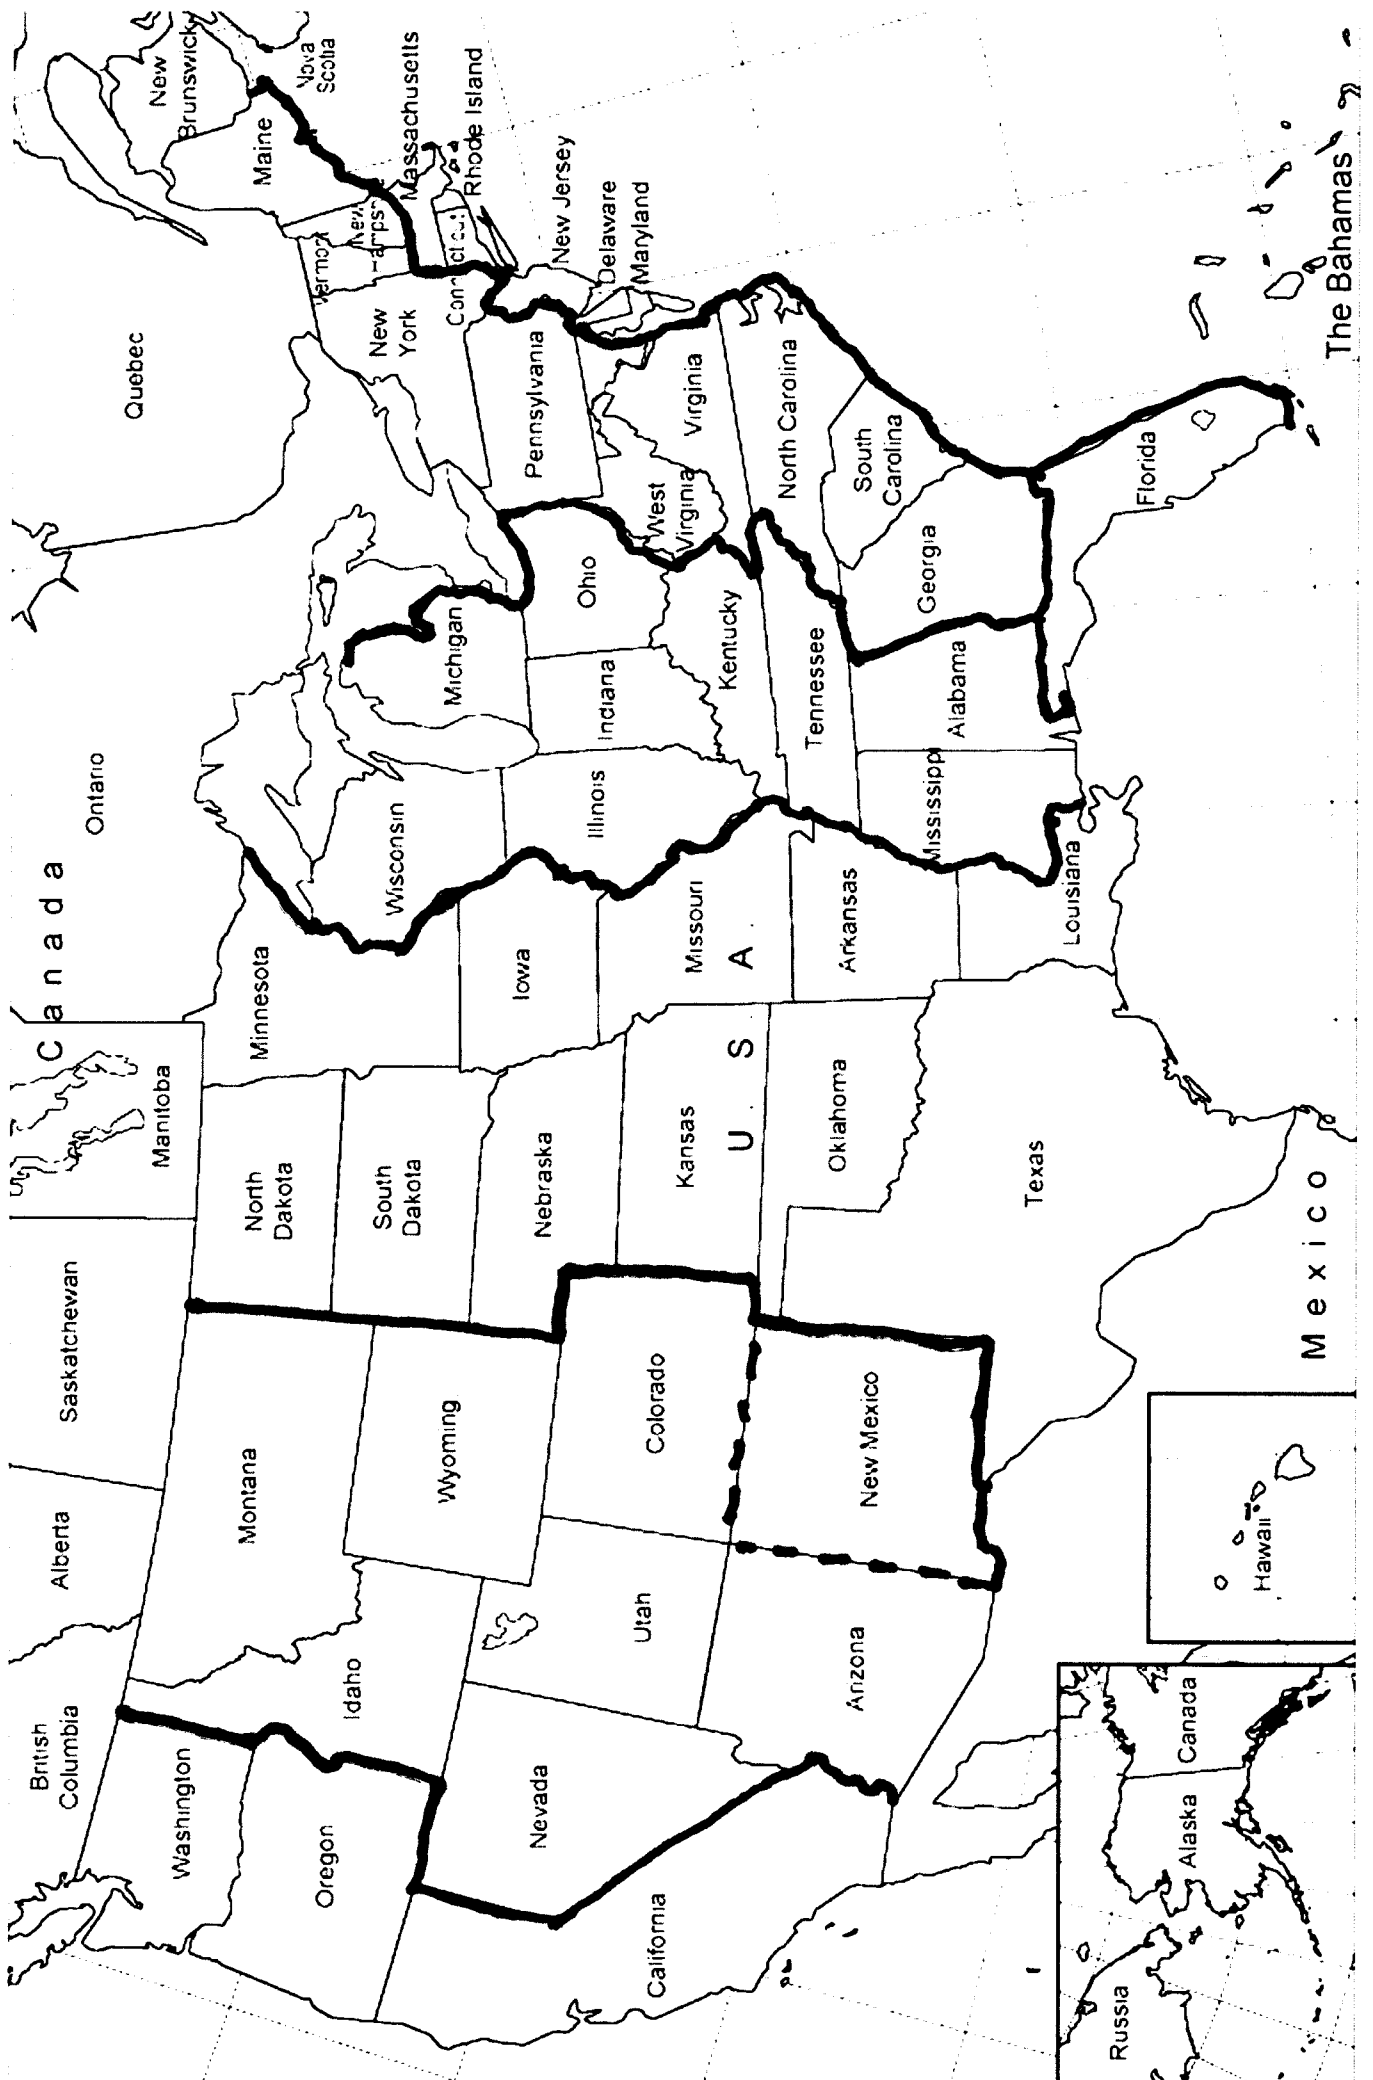 C a n a d a
British
Columbia
Alberta
Saskatchewan
Manitoba
Ontario
Quebec
New
Brunswick
Nova
Scotia
Washington
Montana
North
Dakota
Minnesota
Maine
Vermont
New
Massachusetts
Rhode Island
Oregon
Idaho
Wyoming
South
Dakota
Wisconsin
Michigan
New
York
New Jersey
Delaware
Maryland
Nevada
Utah
Colorado
Nebraska
Iowa
Illinois
Indiana
Ohio
Pennsylvania
West
Virginia
Virginia
California
Arizona
New Mexico
Kansas
Missouri
Kentucky
U . S . A .
Oklahoma
Arkansas
Tennessee
North Carolina
South
Carolina
Texas
Louisiana
Mississippi
Alabama
Georgia
Florida
The Bahamas
M e x i c o
Russia
Alaska
Canada
Hawaii